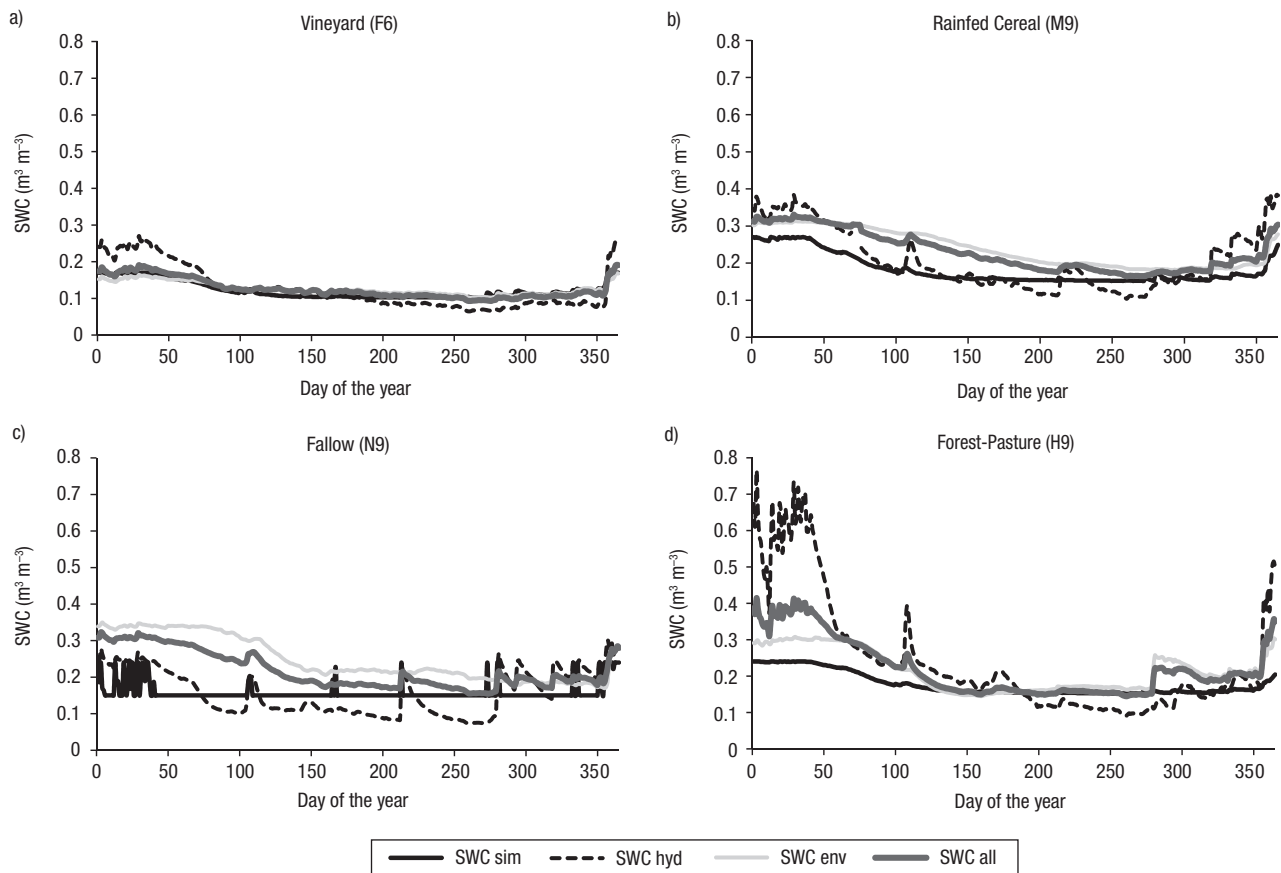 a)
Vineyard (F6)
0.8
0.7
0.6
0.5
0.4
0.3
0.2
0.1
0
SWC (m³ m⁻³)
0 50 100 150 200 250 300 350
Day of the year
b)
Rainfed Cereal (M9)
0.8
0.7
0.6
0.5
0.4
0.3
0.2
0.1
0
SWC (m³ m⁻³)
0 50 100 150 200 250 300 350
Day of the year
c)
Fallow (N9)
0.8
0.7
0.6
0.5
0.4
0.3
0.2
0.1
0
SWC (m³ m⁻³)
0 50 100 150 200 250 300 350
Day of the year
d)
Forest-Pasture (H9)
0.8
0.7
0.6
0.5
0.4
0.3
0.2
0.1
0
SWC (m³ m⁻³)
0 50 100 150 200 250 300 350
Day of the year
SWC sim SWC hyd SWC env SWC all